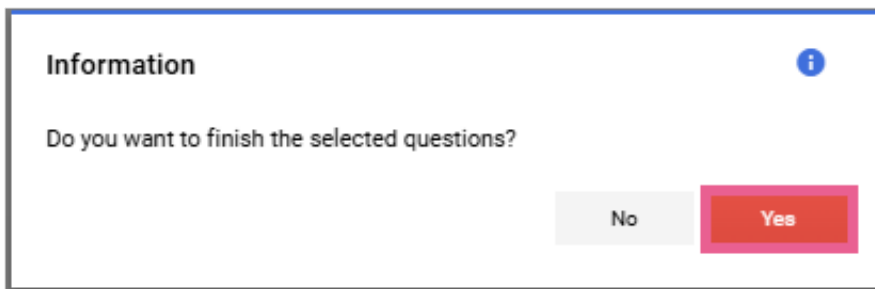 Information
Do you want to finish the selected questions?
No Yes